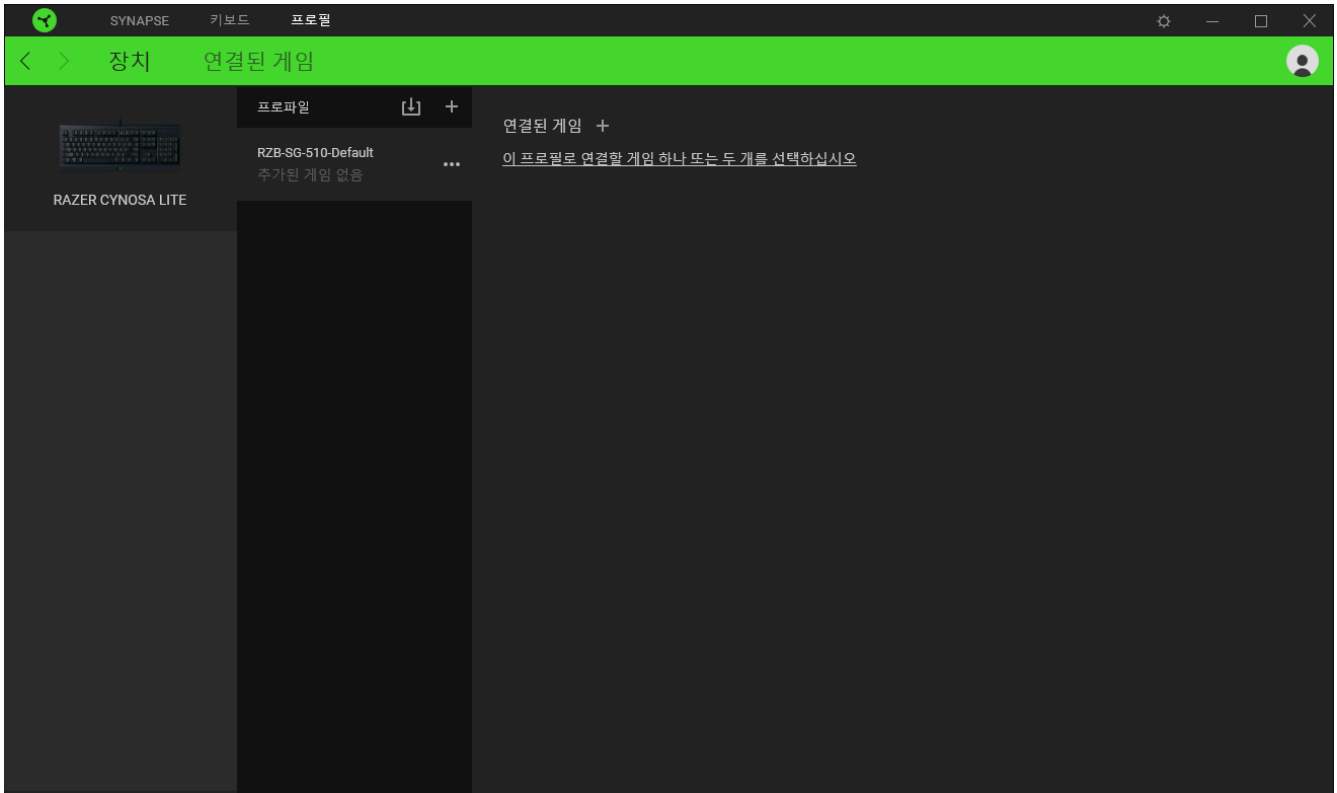 SYNAPSE 키보드 프로필
장치 연결된 게임
RAZER CYNOSA LITE
프로파일
RZB-SG-510-Default
추가된 게임 없음
연결된 게임
이 프로필로 연결할 게임 하나 또는 두 개를 선택하십시오